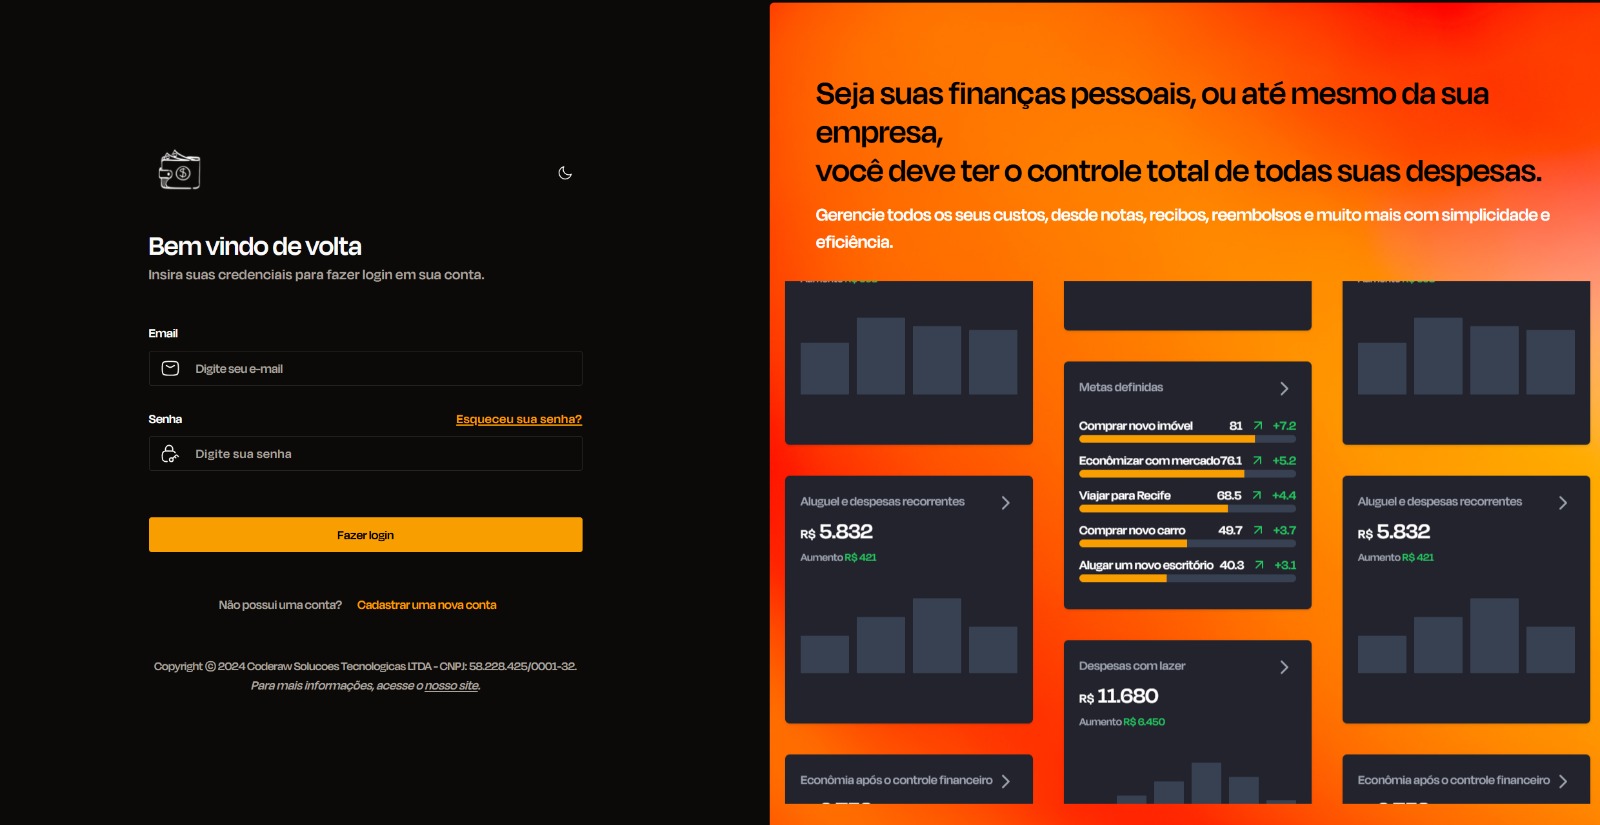 Bem vindo de volta
Insira suas credenciais para fazer login em sua conta.
Email
Digite seu e-mail
Senha
Esqueceu sua senha?
Digite sua senha
Fazer login
Não possui uma conta? Cadastrar uma nova conta
Copyright © 2024 Coderaw Solucoes Tecnologicas LTDA - CNPJ: 58.228.425/0001-32.
Para mais informações, acesse o nosso site.
Seja suas finanças pessoais, ou até mesmo da sua
empresa,
você deve ter o controle total de todas suas despesas.
Gerencie todos os seus custos, desde notas, recibos, reembolsos e muito mais com simplicidade e
eficiência.
Aluguel e despesas recorrentes
R$ 5.832
Aumento R$ 421
Econômia após o controle financeiro
Metas definidas
Comprar novo imóvel 81 +7.2
Econômizar com mercado 76.1 +5.2
Viajar para Recife 68.5 +4.4
Comprar novo carro 49.7 +3.7
Alugar um novo escritório 40.3 +3.1
Despesas com lazer
R$ 11.680
Aumento R$ 6.450
Aluguel e despesas recorrentes
R$ 5.832
Aumento R$ 421
Econômia após o controle financeiro